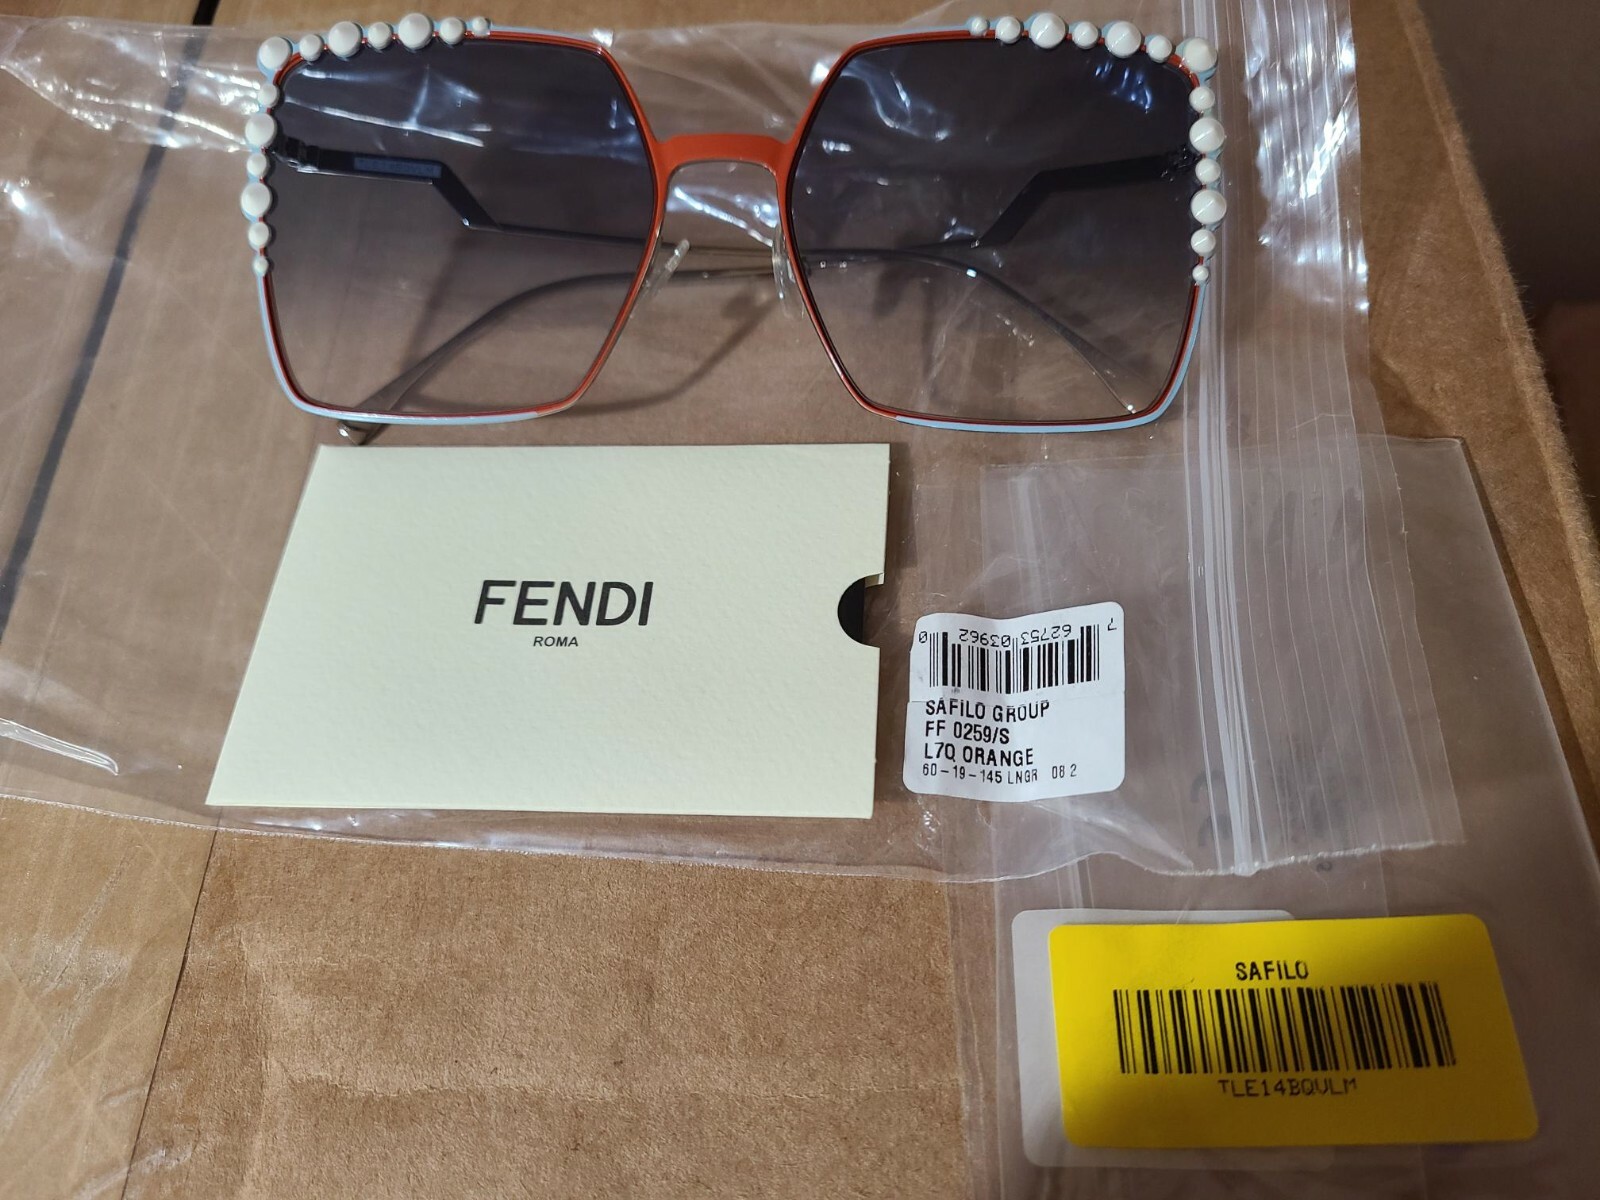 FENDI
ROMA
7 62753 03962 0
SAFILO GROUP
FF 0259/S
L7Q ORANGE
60-19-145 LNGR 08 2
SAFILO
TLE14BQVLM